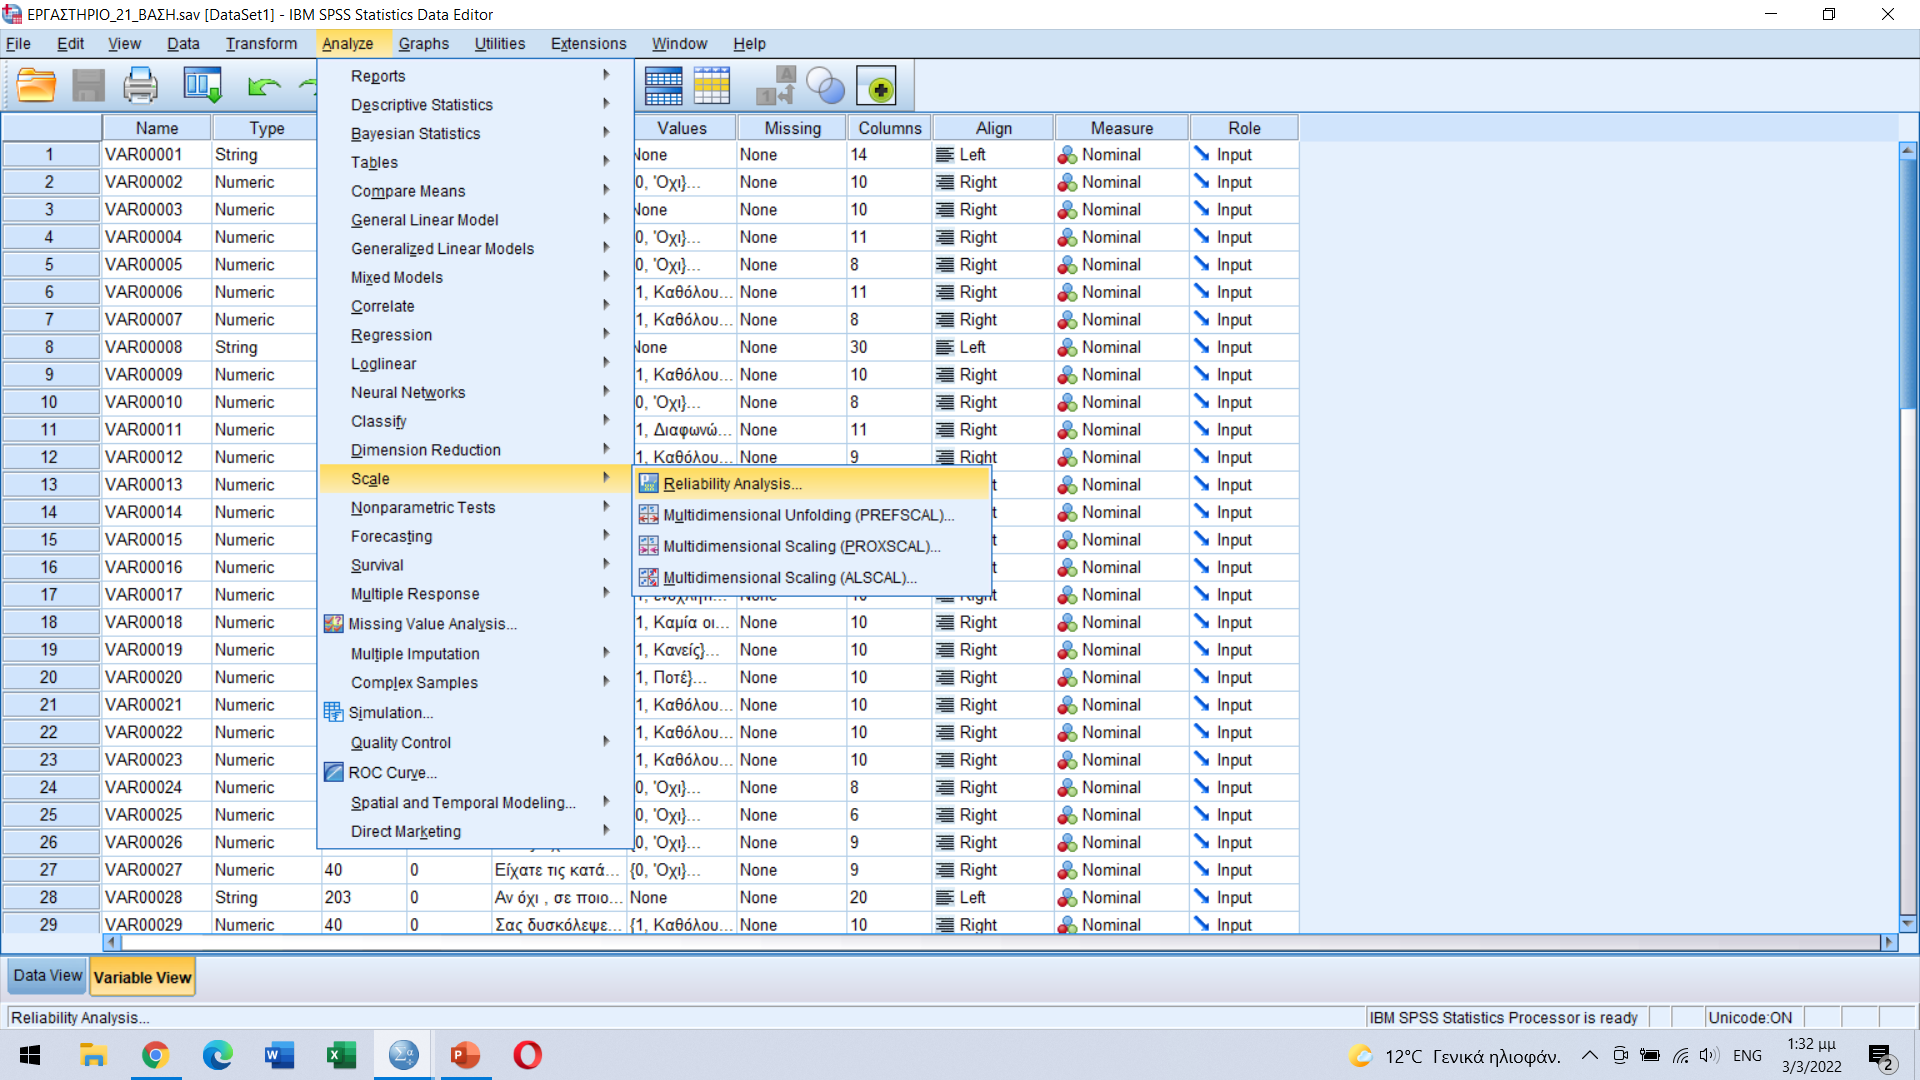 ΕΡΓΑΣΤΗΡΙΟ_21_ΒΑΣΗ.sav [DataSet1] - IBM SPSS Statistics Data Editor
File Edit View Data Transform Analyze Graphs Utilities Extensions Window Help
Name Type Values Missing Columns Align Measure Role
1 VAR00001 String None None 14 Left Nominal Input
2 VAR00002 Numeric {0, Όχι}... None 10 Right Nominal Input
3 VAR00003 Numeric None None 10 Right Nominal Input
4 VAR00004 Numeric {0, Όχι}... None 11 Right Nominal Input
5 VAR00005 Numeric {0, Όχι}... None 8 Right Nominal Input
6 VAR00006 Numeric {1, Καθόλου... None 11 Right Nominal Input
7 VAR00007 Numeric {1, Καθόλου... None 8 Right Nominal Input
8 VAR00008 String None None 30 Left Nominal Input
9 VAR00009 Numeric {1, Καθόλου... None 10 Right Nominal Input
10 VAR00010 Numeric {0, Όχι}... None 8 Right Nominal Input
11 VAR00011 Numeric {1, Διαφωνώ... None 11 Right Nominal Input
12 VAR00012 Numeric {1, Καθόλου... None 9 Right Nominal Input
13 VAR00013 Numeric Nominal Input
14 VAR00014 Numeric Nominal Input
15 VAR00015 Numeric Nominal Input
16 VAR00016 Numeric Nominal Input
17 VAR00017 Numeric None 10 Right Nominal Input
18 VAR00018 Numeric {1, Καμία οι... None 10 Right Nominal Input
19 VAR00019 Numeric {1, Κανείς}... None 10 Right Nominal Input
20 VAR00020 Numeric {1, Ποτέ}... None 10 Right Nominal Input
21 VAR00021 Numeric {1, Καθόλου... None 10 Right Nominal Input
22 VAR00022 Numeric {1, Καθόλου... None 10 Right Nominal Input
23 VAR00023 Numeric {1, Καθόλου... None 10 Right Nominal Input
24 VAR00024 Numeric {0, Όχι}... None 8 Right Nominal Input
25 VAR00025 Numeric {0, Όχι}... None 6 Right Nominal Input
26 VAR00026 Numeric {0, Όχι}... None 9 Right Nominal Input
27 VAR00027 Numeric 40 0 Είχατε τις κατά... {0, Όχι}... None 9 Right Nominal Input
28 VAR00028 String 203 0 Αν όχι , σε ποιο... None None 20 Left Nominal Input
29 VAR00029 Numeric 40 0 Σας δυσκόλεψε... {1, Καθόλου... None 10 Right Nominal Input
Reports
Descriptive Statistics
Bayesian Statistics
Tables
Compare Means
General Linear Model
Generalized Linear Models
Mixed Models
Correlate
Regression
Loglinear
Neural Networks
Classify
Dimension Reduction
Scale
Nonparametric Tests
Forecasting
Survival
Multiple Response
Missing Value Analysis...
Multiple Imputation
Complex Samples
Simulation...
Quality Control
ROC Curve...
Spatial and Temporal Modeling...
Direct Marketing
Reliability Analysis...
Multidimensional Unfolding (PREFSCAL)...
Multidimensional Scaling (PROXSCAL)...
Multidimensional Scaling (ALSCAL)...
Data View Variable View
Reliability Analysis... IBM SPSS Statistics Processor is ready Unicode:ON
12°C Γενικά ηλιοφάν. ENG 1:32 μμ
3/3/2022
2